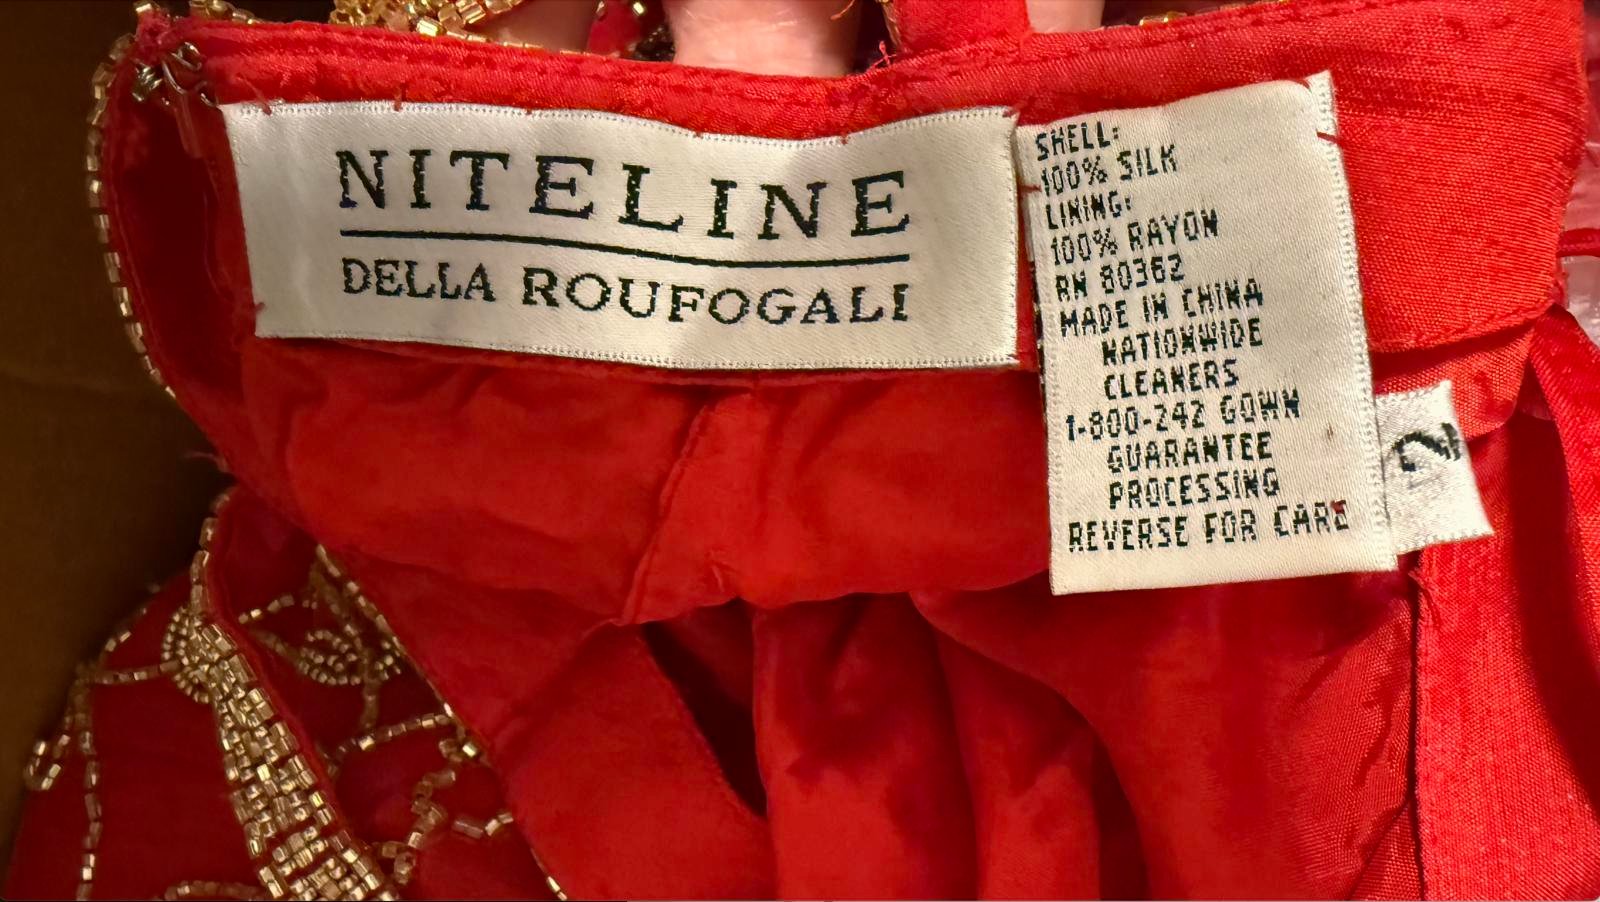 NITELINE
DELLA ROUFOGALI
SHELL:
100% SILK
LINING:
100% RAYON
RN 80362
MADE IN CHINA
NATIONWIDE
CLEANERS
1-800-242 GOWN
GUARANTEE
PROCESSING
REVERSE FOR CARE
2